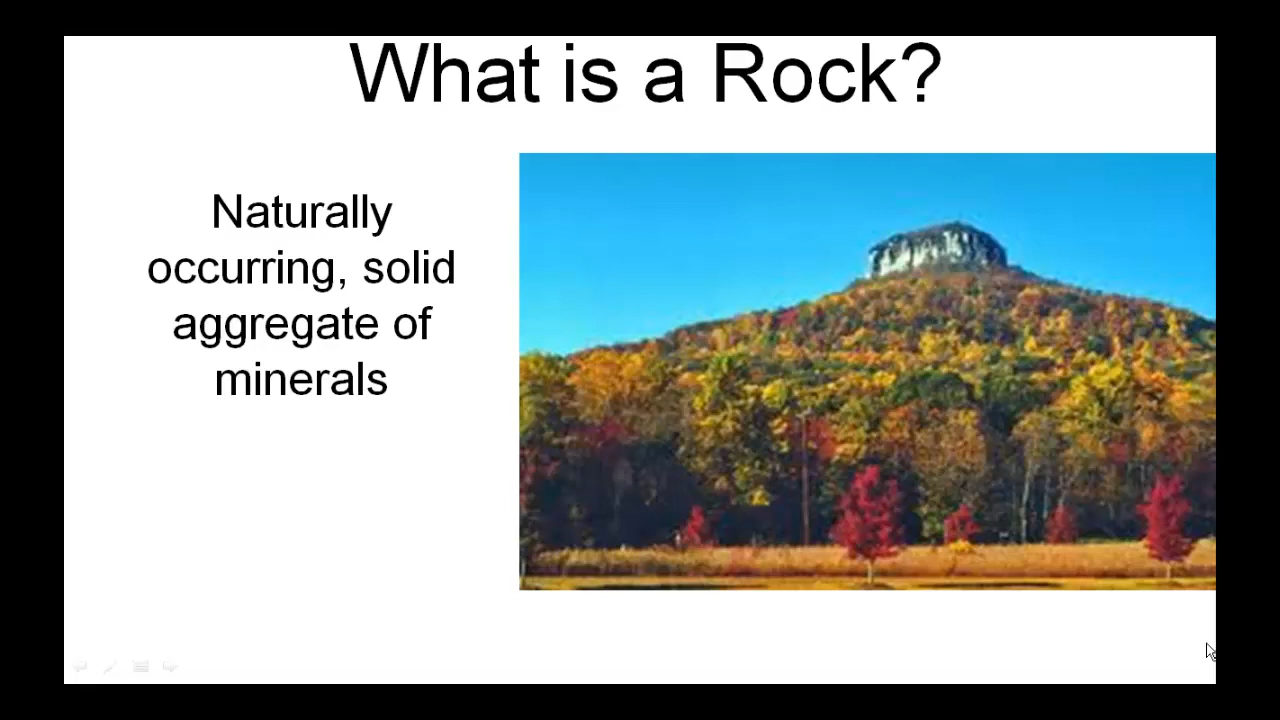 What is a Rock?
Naturally
occurring, solid
aggregate of
minerals